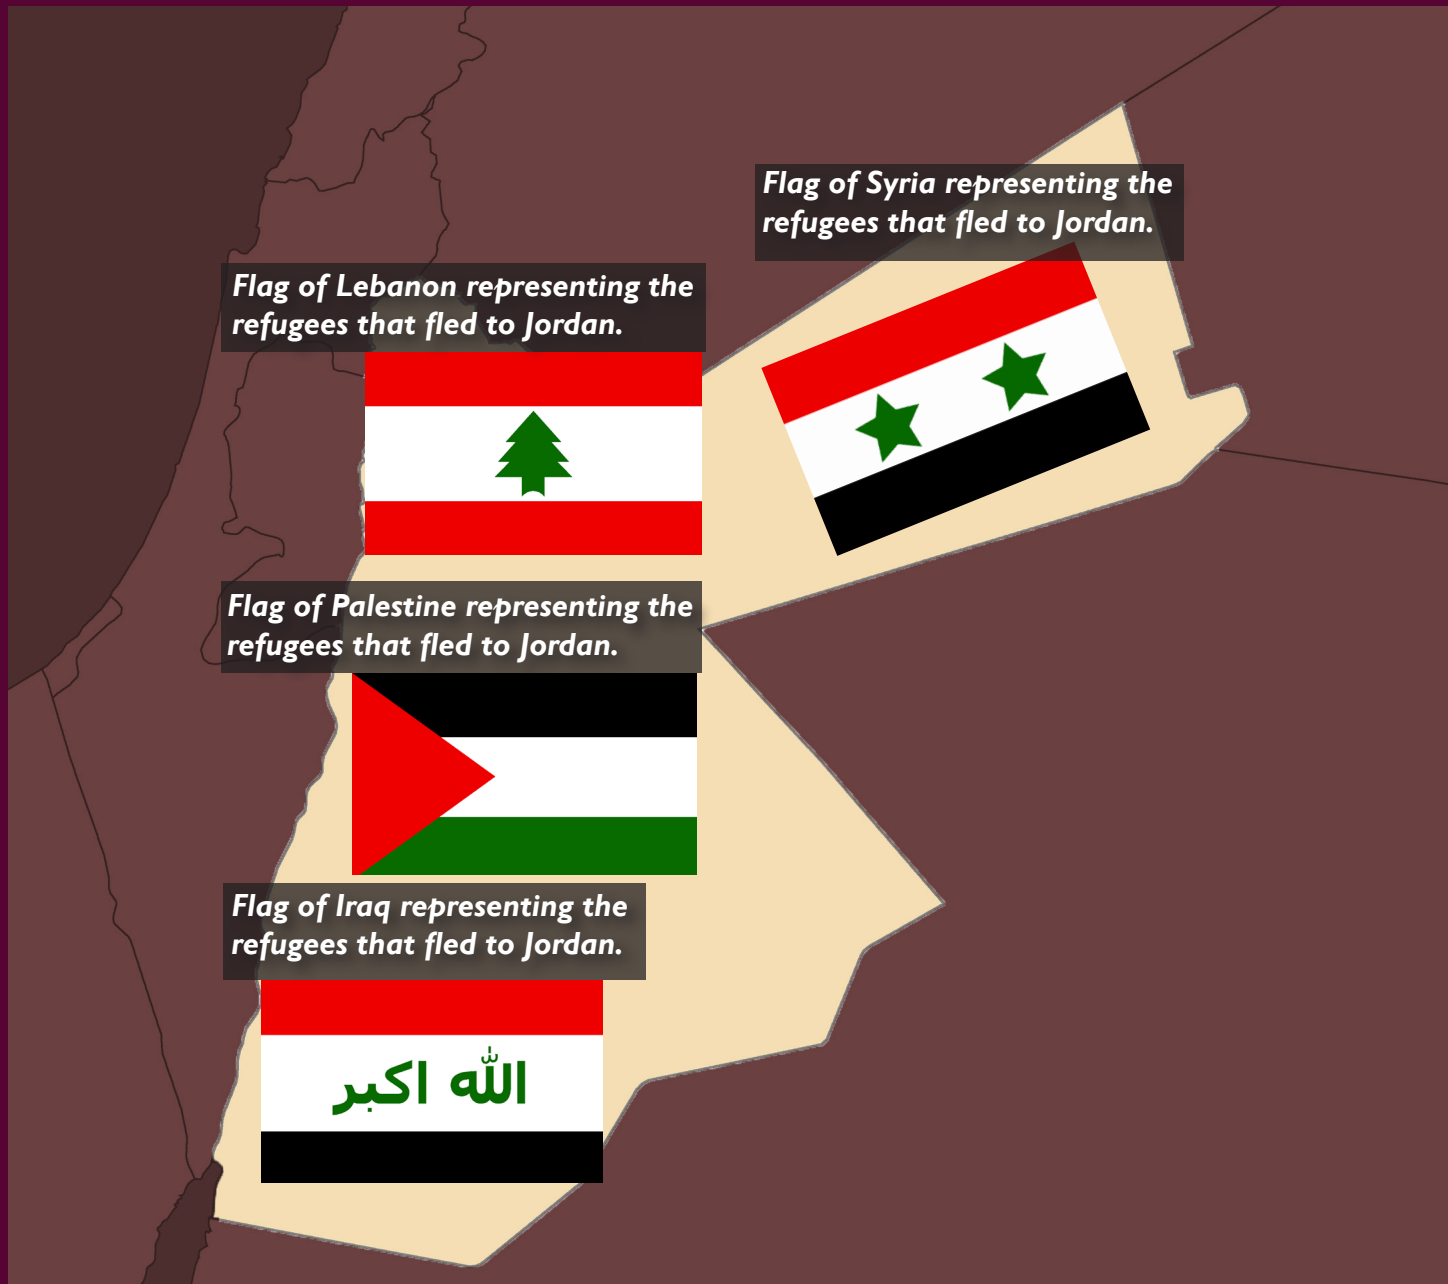 Flag of Syria representing the
refugees that fled to Jordan.
Flag of Lebanon representing the
refugees that fled to Jordan.
Flag of Palestine representing the
refugees that fled to Jordan.
Flag of Iraq representing the
refugees that fled to Jordan.
الله اكبر